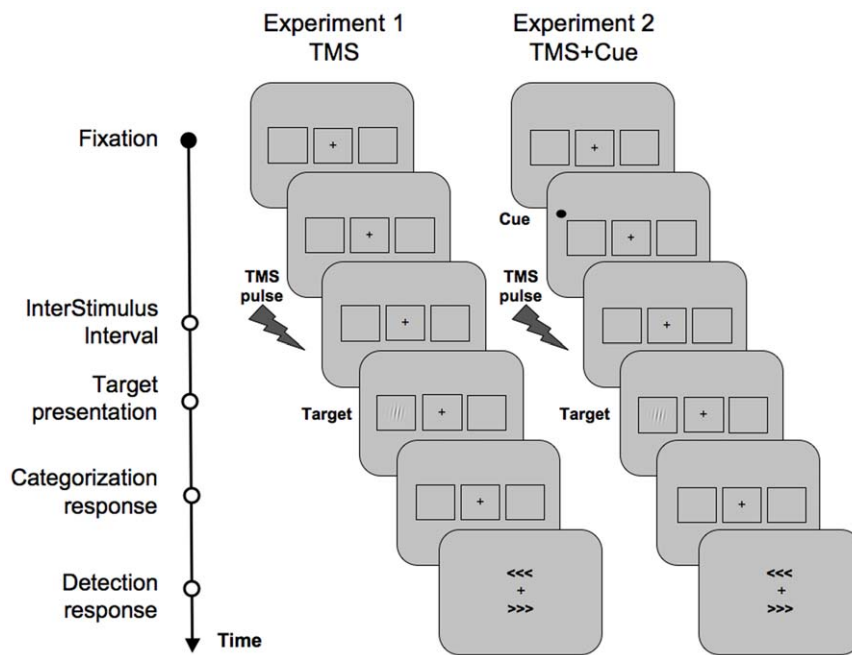 Experiment 1
TMS
Experiment 2
TMS+Cue
Fixation
+
+
+
Cue
+
TMS
pulse
TMS
pulse
InterStimulus
Interval
+
+
Target
presentation
Target
+
Target
+
Categorization
response
+
+
Detection
response
<<<
+
>>>
<<<
+
>>>
Time